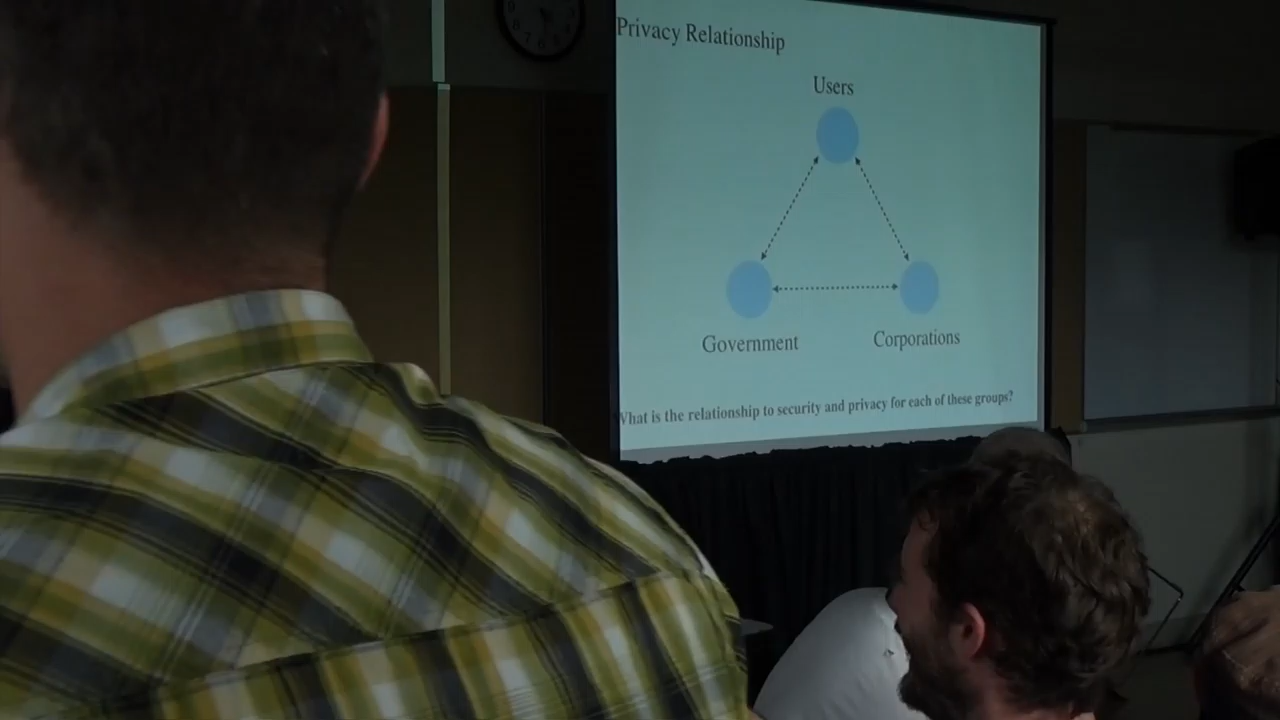 Privacy Relationship
Users
Government
Corporations
What is the relationship to security and privacy for each of these groups?